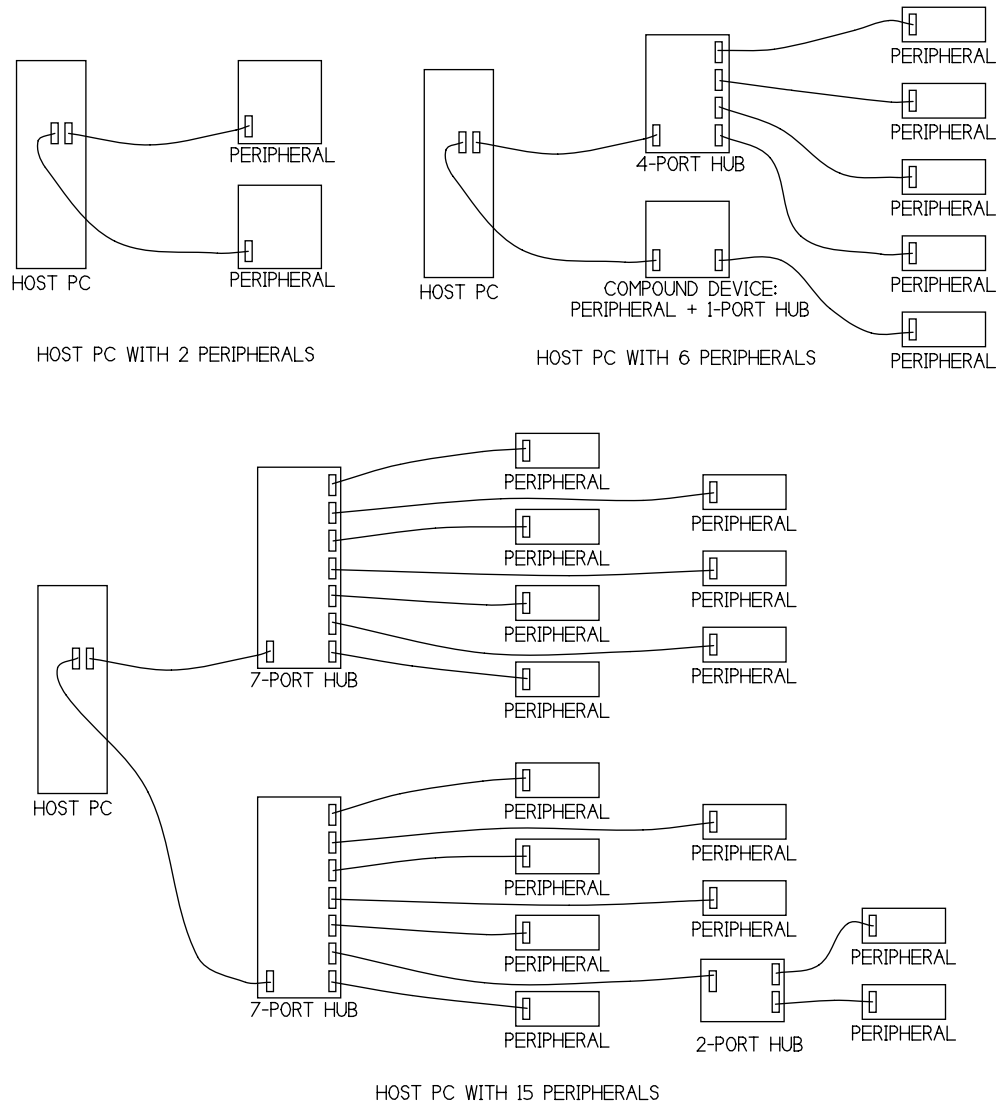 PERIPHERAL
PERIPHERAL
HOST PC
HOST PC WITH 2 PERIPHERALS
PERIPHERAL
PERIPHERAL
4-PORT HUB
PERIPHERAL
PERIPHERAL
HOST PC
COMPOUND DEVICE:
PERIPHERAL + 1-PORT HUB
PERIPHERAL
HOST PC WITH 6 PERIPHERALS
PERIPHERAL
PERIPHERAL
PERIPHERAL
PERIPHERAL
PERIPHERAL
PERIPHERAL
7-PORT HUB
PERIPHERAL
PERIPHERAL
HOST PC
PERIPHERAL
PERIPHERAL
PERIPHERAL
PERIPHERAL
PERIPHERAL
PERIPHERAL
7-PORT HUB
PERIPHERAL
2-PORT HUB
PERIPHERAL
HOST PC WITH 15 PERIPHERALS